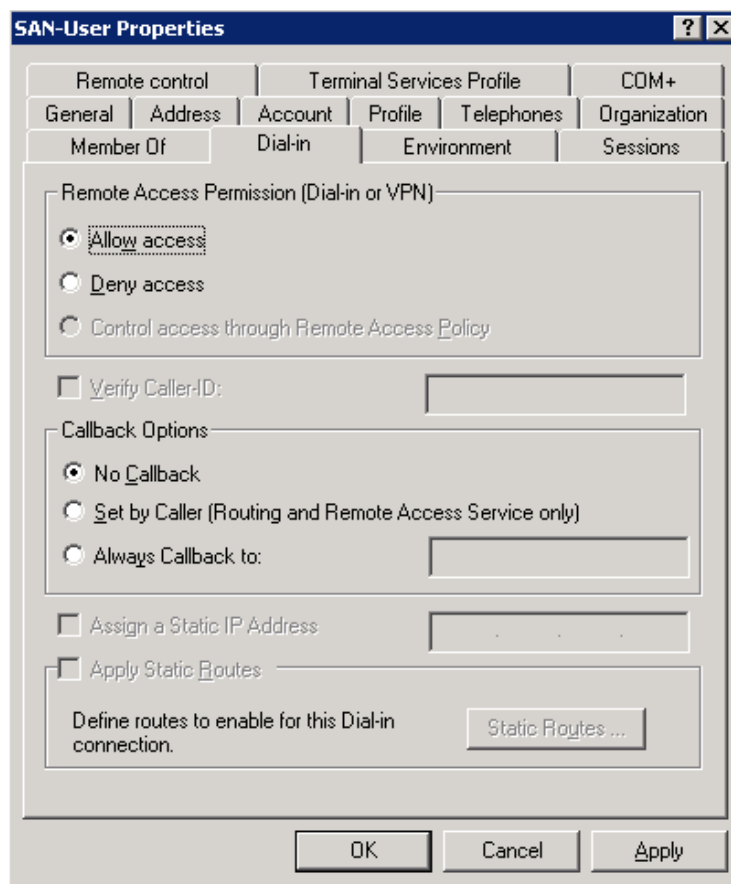 SAN-User Properties
Remote control Terminal Services Profile COM+
General Address Account Profile Telephones Organization
Member Of Dial-in Environment Sessions
Remote Access Permission (Dial-in or VPN)
Allow access
Deny access
Control access through Remote Access Policy
Verify Caller-ID:
Callback Options
No Callback
Set by Caller (Routing and Remote Access Service only)
Always Callback to:
Assign a Static IP Address
Apply Static Routes
Define routes to enable for this Dial-in
connection.
Static Routes ...
OK Cancel Apply